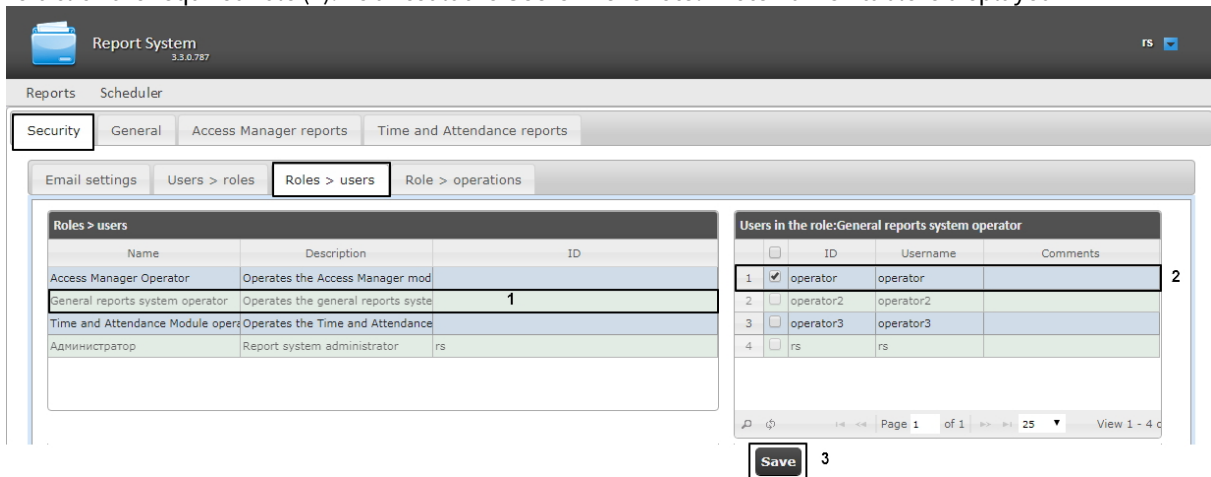 Report System
3.3.0.787
rs
Reports Scheduler
Security General Access Manager reports Time and Attendance reports
Email settings Users > roles Roles > users Role > operations
Roles > users
Name Description ID
Access Manager Operator Operates the Access Manager mod
General reports system operator Operates the general reports syste 1
Time and Attendance Module opera Operates the Time and Attendance
Администратор Report system administrator rs
Users in the role:General reports system operator
ID Username Comments
1 operator operator 2
2 operator2 operator2
3 operator3 operator3
4 rs rs
Page 1 of 1 25 View 1 - 4
Save 3